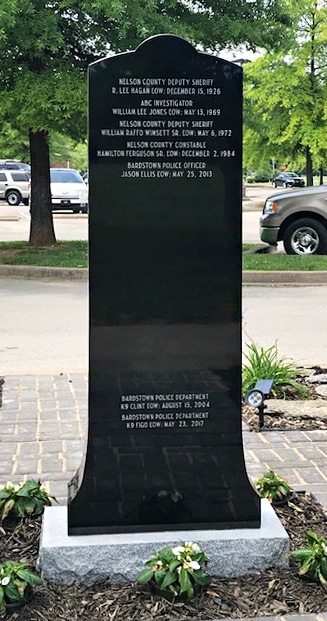 NELSON COUNTY DEPUTY SHERIFF
R. LEE HAGAN EOW: DECEMBER 15, 1926
ABC INVESTIGATOR
WILLIAM LEE JONES EOW: MAY 13, 1969
NELSON COUNTY DEPUTY SHERIFF
WILLIAM RAFFO WIMSETT SR. EOW: MAY 6, 1972
NELSON COUNTY CONSTABLE
HAMILTON FERGUSON SR. EOW: DECEMBER 2, 1984
BARDSTOWN POLICE OFFICER
JASON ELLIS EOW: MAY 25, 2013
BARDSTOWN POLICE DEPARTMENT
K9 CLINT EOW: AUGUST 15, 2004
BARDSTOWN POLICE DEPARTMENT
K9 FIGO EOW: MAY 23, 2017